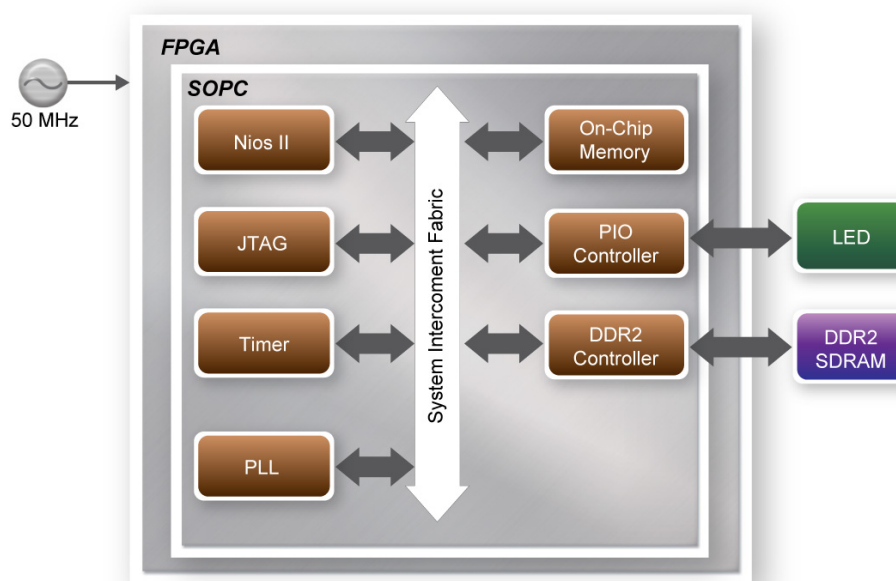 FPGA
SOPC
50 MHz
Nios II
On-Chip
Memory
JTAG
PIO
Controller
LED
System Intercoment Fabric
Timer
DDR2
Controller
DDR2
SDRAM
PLL